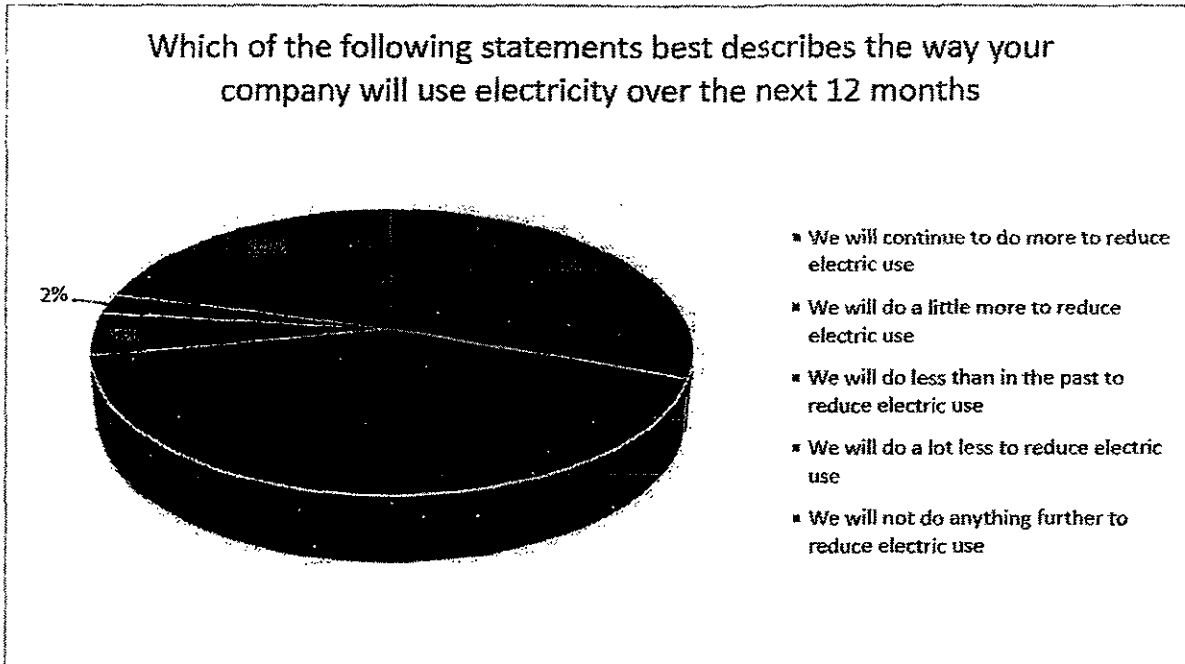 Which of the following statements best describes the way your
company will use electricity over the next 12 months
2%
We will continue to do more to reduce
electric use
We will do a little more to reduce
electric use
We will do less than in the past to
reduce electric use
We will do a lot less to reduce electric
use
We will not do anything further to
reduce electric use